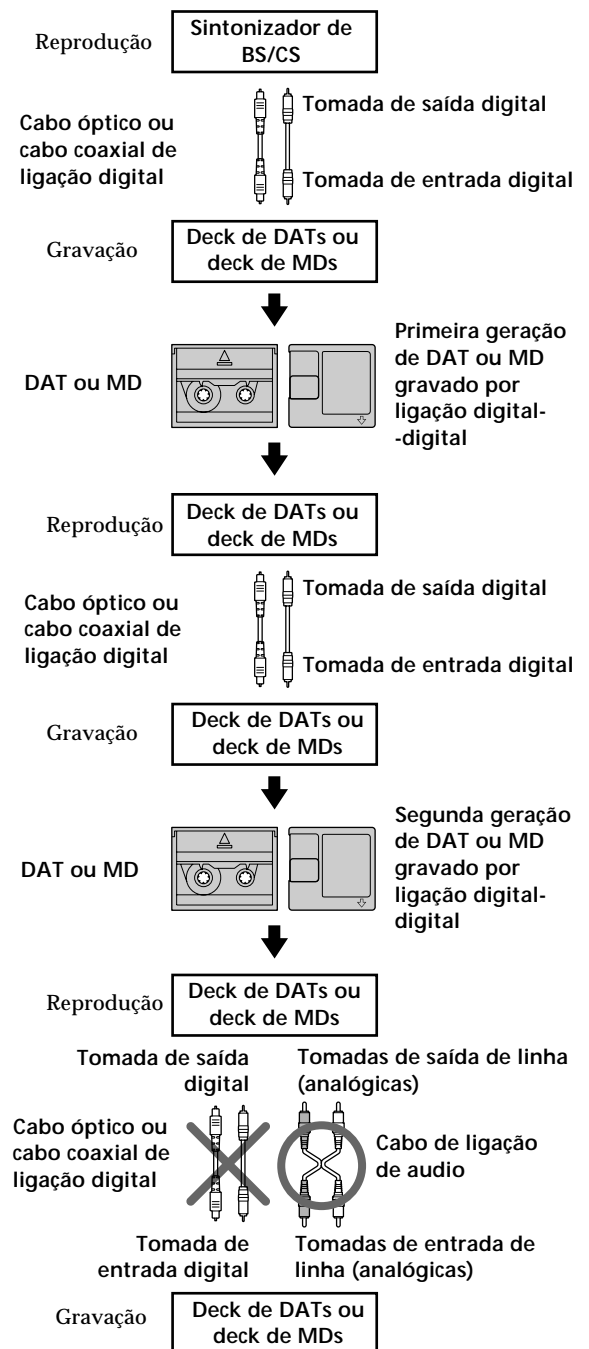 Reprodução
Sintonizador de
BS/CS
Cabo óptico ou
cabo coaxial de
ligação digital
Tomada de saída digital
Tomada de entrada digital
Gravação
Deck de DATs ou
deck de MDs
DAT ou MD
Primeira geração
de DAT ou MD
gravado por
ligação digital-
-digital
Reprodução
Deck de DATs ou
deck de MDs
Cabo óptico ou
cabo coaxial de
ligação digital
Tomada de saída digital
Tomada de entrada digital
Gravação
Deck de DATs ou
deck de MDs
DAT ou MD
Segunda geração
de DAT ou MD
gravado por
ligação digital-
digital
Reprodução
Deck de DATs ou
deck de MDs
Tomada de saída
digital
Tomadas de saída de linha
(analógicas)
Cabo óptico ou
cabo coaxial de
ligação digital
Cabo de ligação
de audio
Tomada de
entrada digital
Tomadas de entrada de
linha (analógicas)
Gravação
Deck de DATs ou
deck de MDs